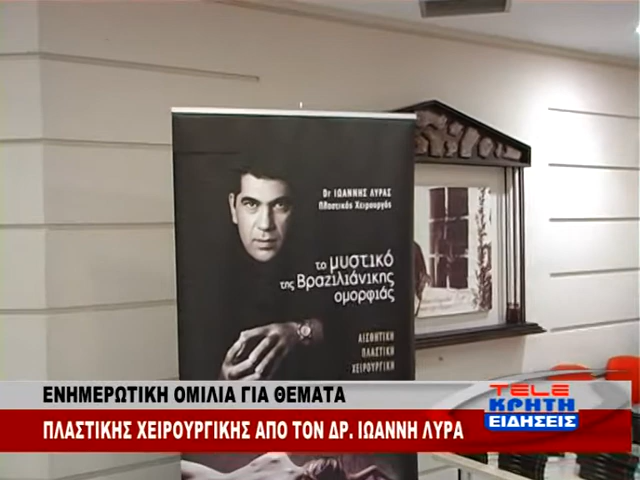 Dr ΙΩΑΝΝΗΣ ΛΥΡΑΣ
Πλαστικός Χειρουργός
το μυστικό
της Βραζιλιάνικης
ομορφιάς
ΑΙΣΘΗΤΙΚΗ
ΠΛΑΣΤΙΚΗ
ΧΕΙΡΟΥΡΓΙΚΗ
ΕΝΗΜΕΡΩΤΙΚΗ ΟΜΙΛΙΑ ΓΙΑ ΘΕΜΑΤΑ
ΠΛΑΣΤΙΚΗΣ ΧΕΙΡΟΥΡΓΙΚΗΣ ΑΠΟ ΤΟΝ ΔΡ. ΙΩΑΝΝΗ ΛΥΡΑ
TELE
ΚΡΗΤΗ
ΕΙΔΗΣΕΙΣ